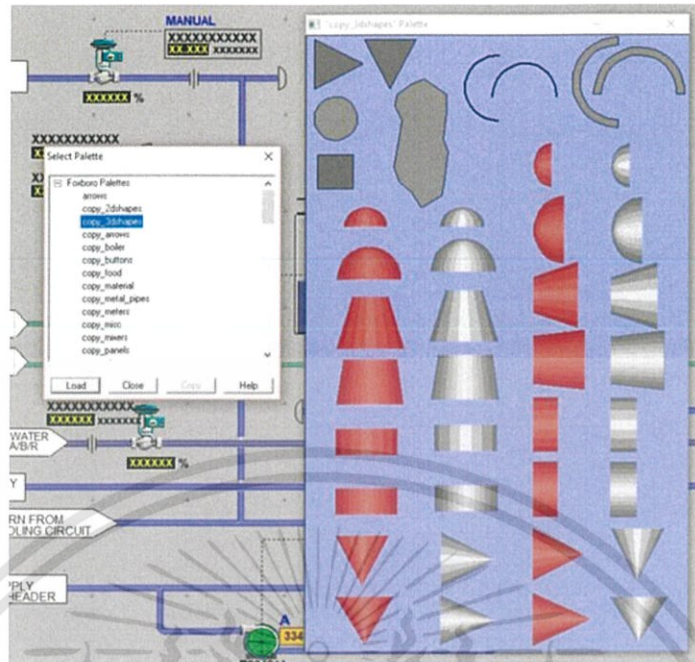 MANUAL
XXXXXXXXXXX
XX.XXX XXXXXXX
XXXXXX %
XXXXXXXXXXX
"copy_3dshapes" Palette
Select Palette
Foxboro Palettes
arrows
copy_2dshapes
copy_3dshapes
copy_arrows
copy_boiler
copy_buttons
copy_food
copy_material
copy_metal_pipes
copy_meters
copy_misc
copy_mixers
copy_panels
Load Close Copy Help
XXXXXXXXXXX
XXXXXX XXXXXXX
WATER
A/B/R
XXXXXX %
Y
RN FROM
OLING CIRCUIT
PPLY
HEADER
A
334